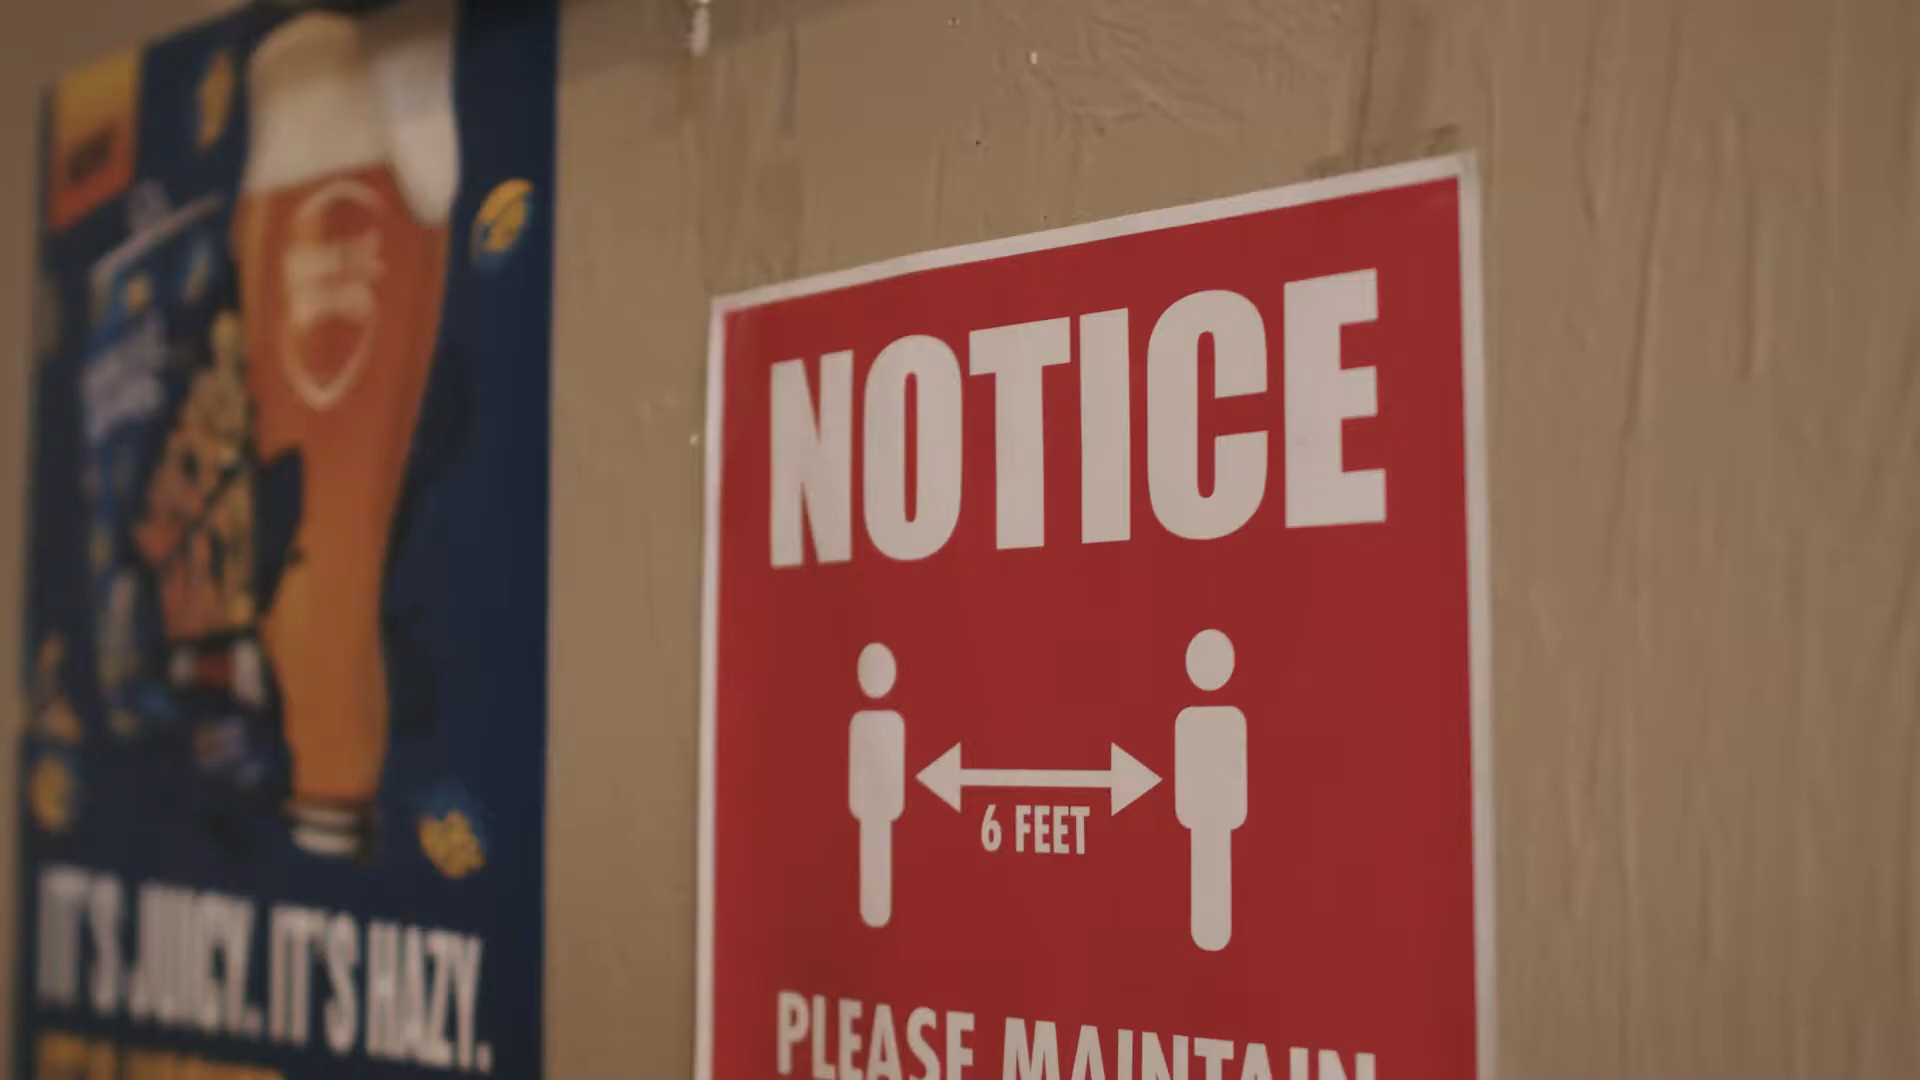 IT'S JUICY. IT'S HAZY.
NOTICE
6 FEET
PLEASE MAINTAIN